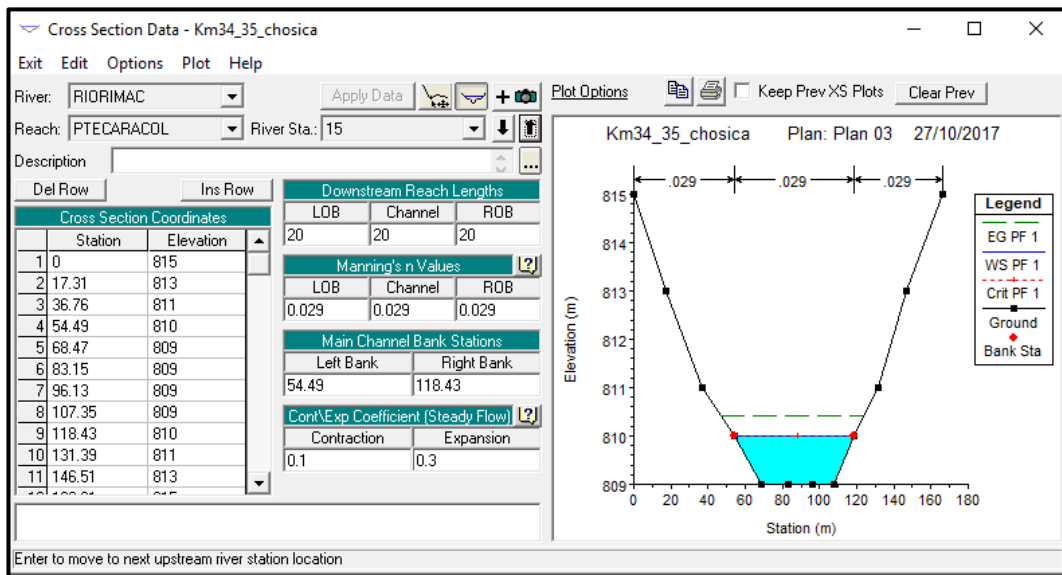 Cross Section Data - Km34_35_chosica
Exit Edit Options Plot Help
River: RIORIMAC Apply Data
Reach: PTECARACOL River Sta.: 15
Description ...
Del Row Ins Row
Cross Section Coordinates
Station Elevation
1 0 815
2 17.31 813
3 36.76 811
4 54.49 810
5 68.47 809
6 83.15 809
7 96.13 809
8 107.35 809
9 118.43 810
10 131.39 811
11 146.51 813
Downstream Reach Lengths
LOB Channel ROB
20 20 20
Manning's n Values
LOB Channel ROB
0.029 0.029 0.029
Main Channel Bank Stations
Left Bank Right Bank
54.49 118.43
Cont\Exp Coefficient (Steady Flow)
Contraction Expansion
0.1 0.3
Plot Options Keep Prev XS Plots Clear Prev
Km34_35_chosica Plan: Plan 03 27/10/2017
.029 .029 .029
815
814
813
812
811
810
809
Elevation (m)
0 20 40 60 80 100 120 140 160 180
Station (m)
Legend
EG PF 1
WS PF 1
Crit PF 1
Ground
Bank Sta
Enter to move to next upstream river station location